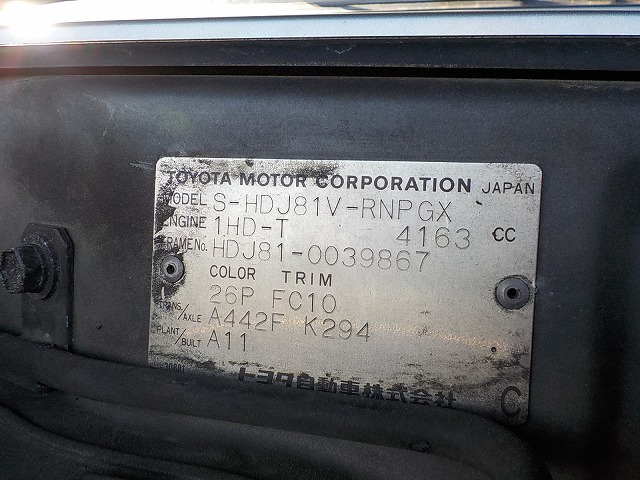 TOYOTA MOTOR CORPORATION JAPAN
MODEL S-HDJ81V-RNPGX
ENGINE 1HD-T 4163 CC
FRAME No. HDJ81-0039867
COLOR TRIM
26P FC10
TRANS/AXLE A442F K294
PLANT/BUILT A11
トヨタ自動車株式会社 C